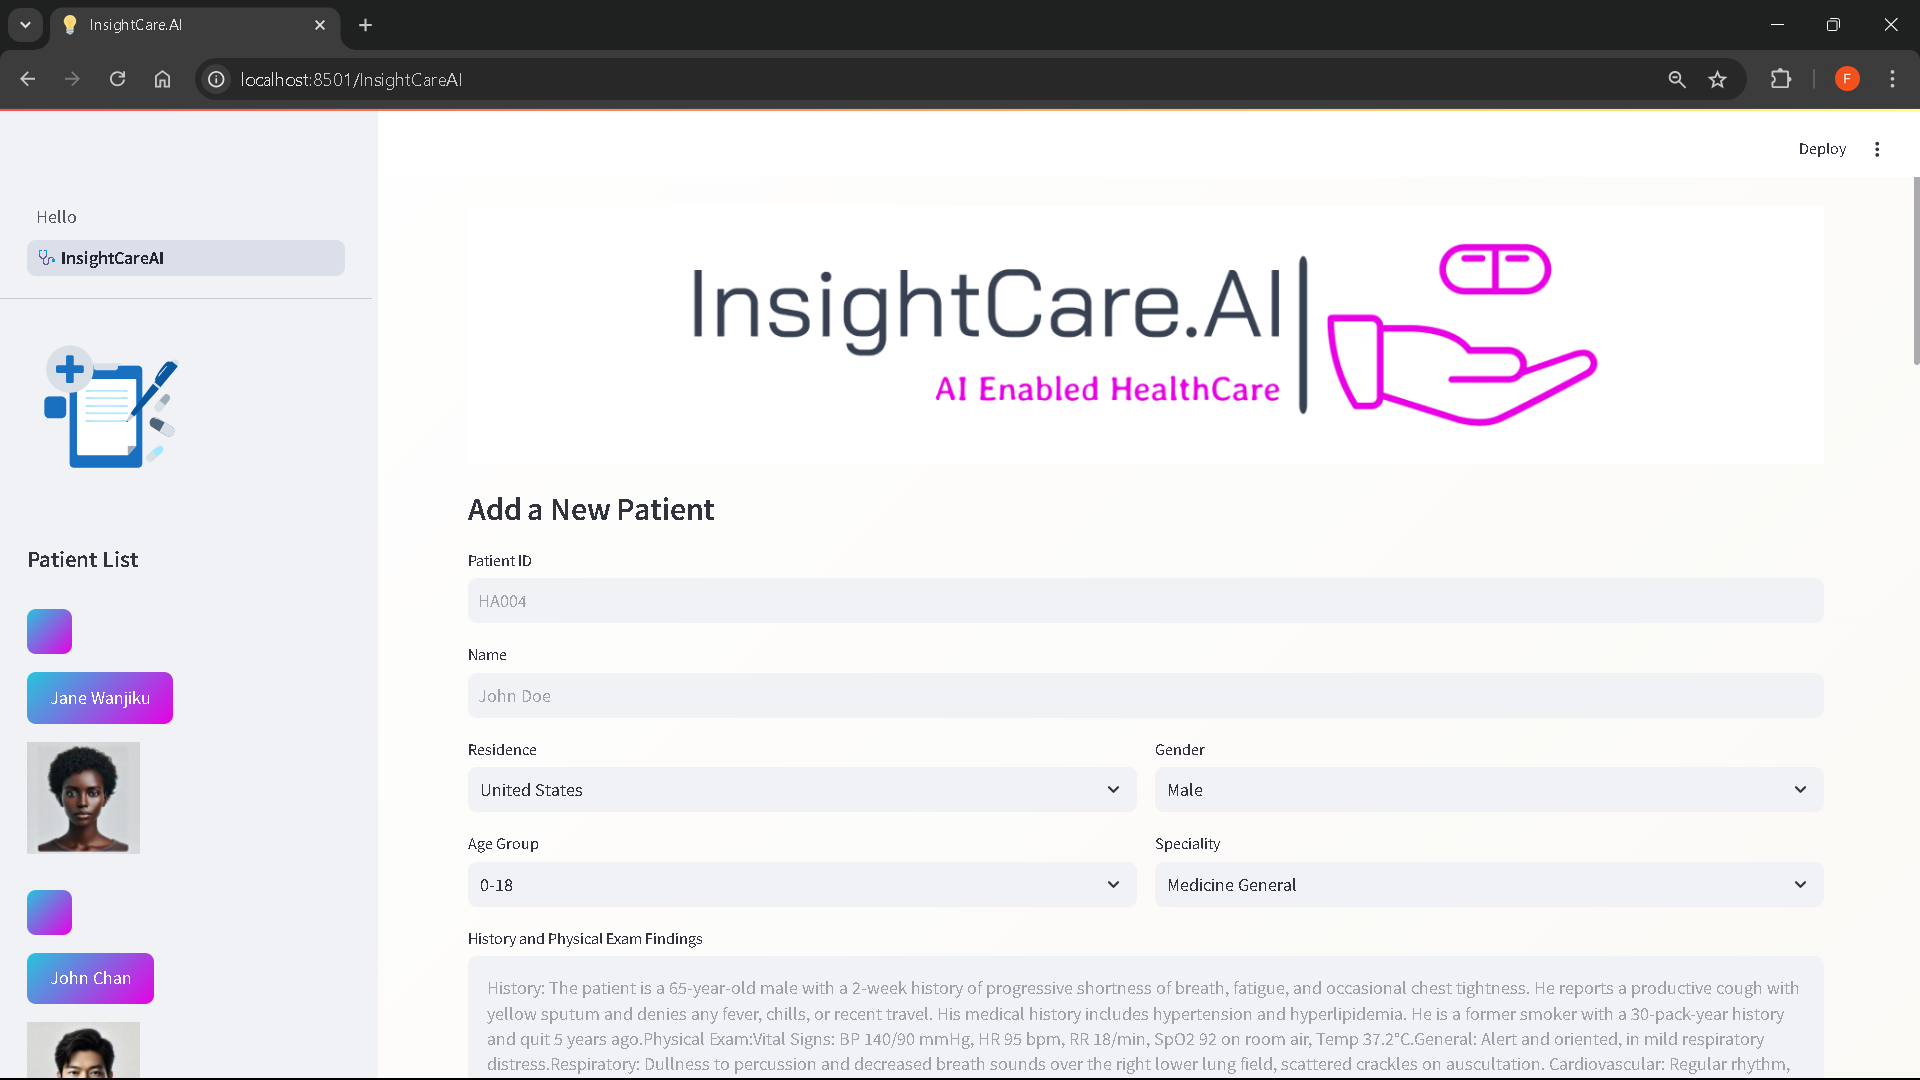 InsightCare.AI
localhost:8501/InsightCareAI
F
Deploy
Hello
InsightCareAI
Patient List
Jane Wanjiku
John Chan
InsightCare.AI
AI Enabled HealthCare
Add a New Patient
Patient ID
HA004
Name
John Doe
Residence
Gender
United States
Male
Age Group
Speciality
0-18
Medicine General
History and Physical Exam Findings
History: The patient is a 65-year-old male with a 2-week history of progressive shortness of breath, fatigue, and occasional chest tightness. He reports a productive cough with
yellow sputum and denies any fever, chills, or recent travel. His medical history includes hypertension and hyperlipidemia. He is a former smoker with a 30-pack-year history
and quit 5 years ago.Physical Exam:Vital Signs: BP 140/90 mmHg, HR 95 bpm, RR 18/min, SpO2 92 on room air, Temp 37.2°C.General: Alert and oriented, in mild respiratory
distress.Respiratory: Dullness to percussion and decreased breath sounds over the right lower lung field, scattered crackles on auscultation. Cardiovascular: Regular rhythm,